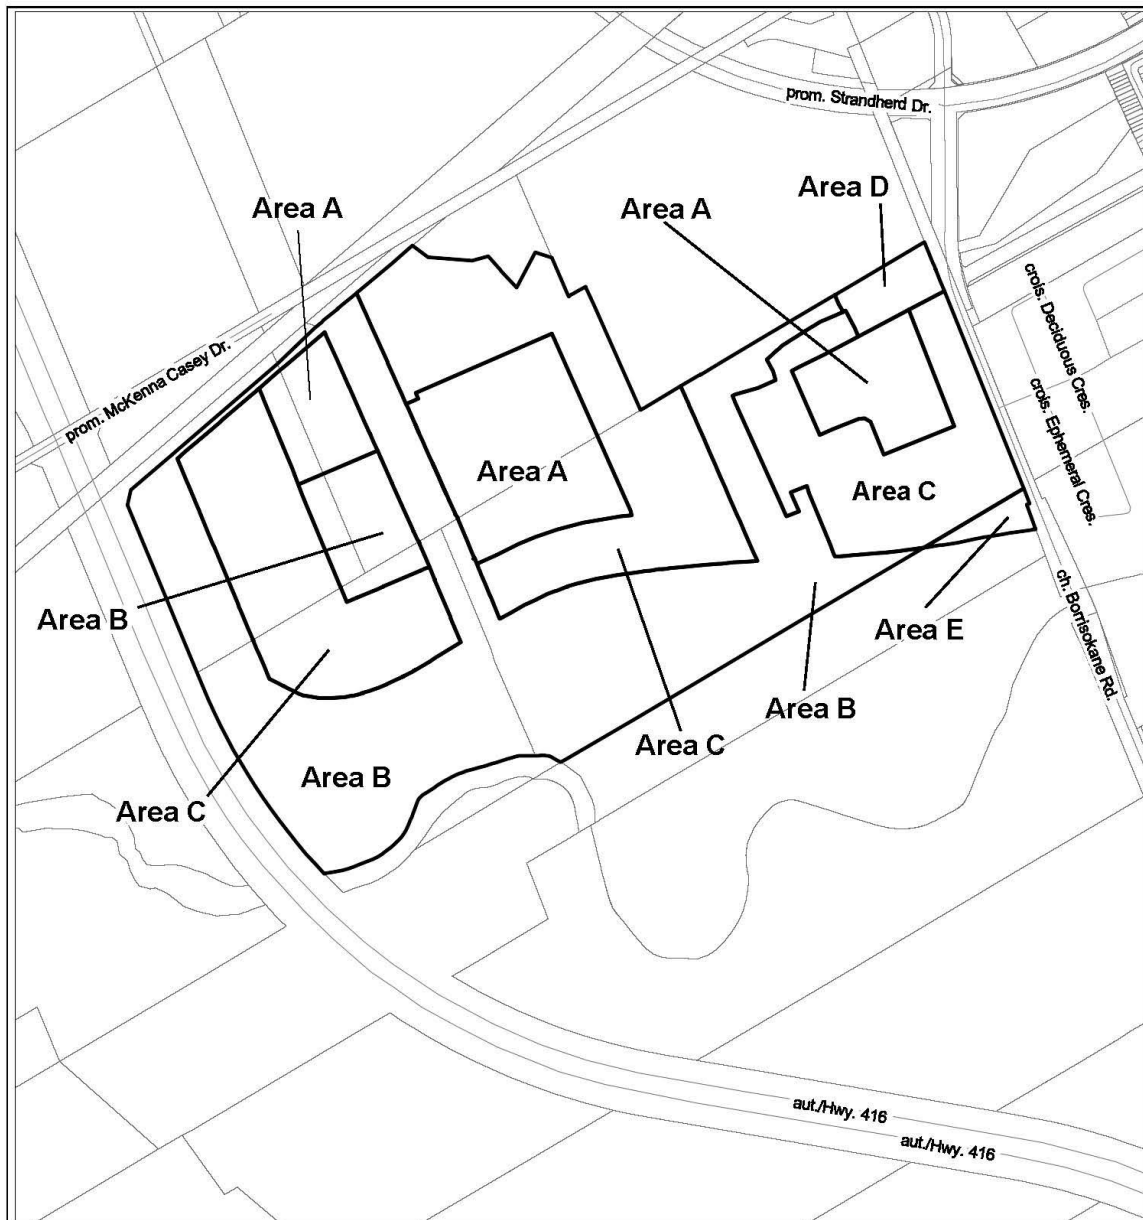 prom. Strandherd Dr.
Area D
Area A
Area A
crois. Deciduous Cres.
prom. McKenna Casey Dr.
crois. Ephemeral Cres.
Area A
Area C
ch. Borrisokane Rd.
Area B
Area E
Area B
Area C
Area B
Area C
aut./Hwy. 416
aut./Hwy. 416